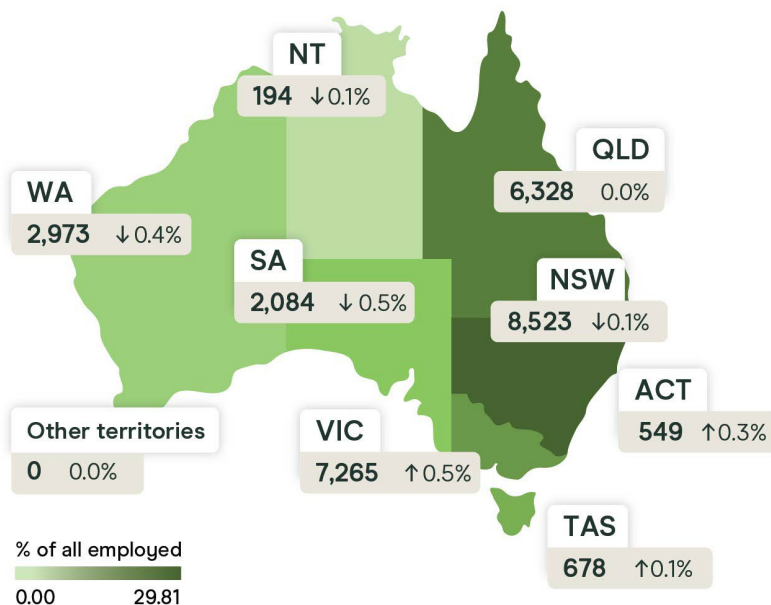 NT
194 ↓0.1%
QLD
6,328 0.0%
WA
2,973 ↓0.4%
SA
2,084 ↓0.5%
NSW
8,523 ↓0.1%
ACT
549 ↑0.3%
Other territories
0 0.0%
VIC
7,265 ↑0.5%
TAS
678 ↑0.1%
% of all employed
0.00 29.81